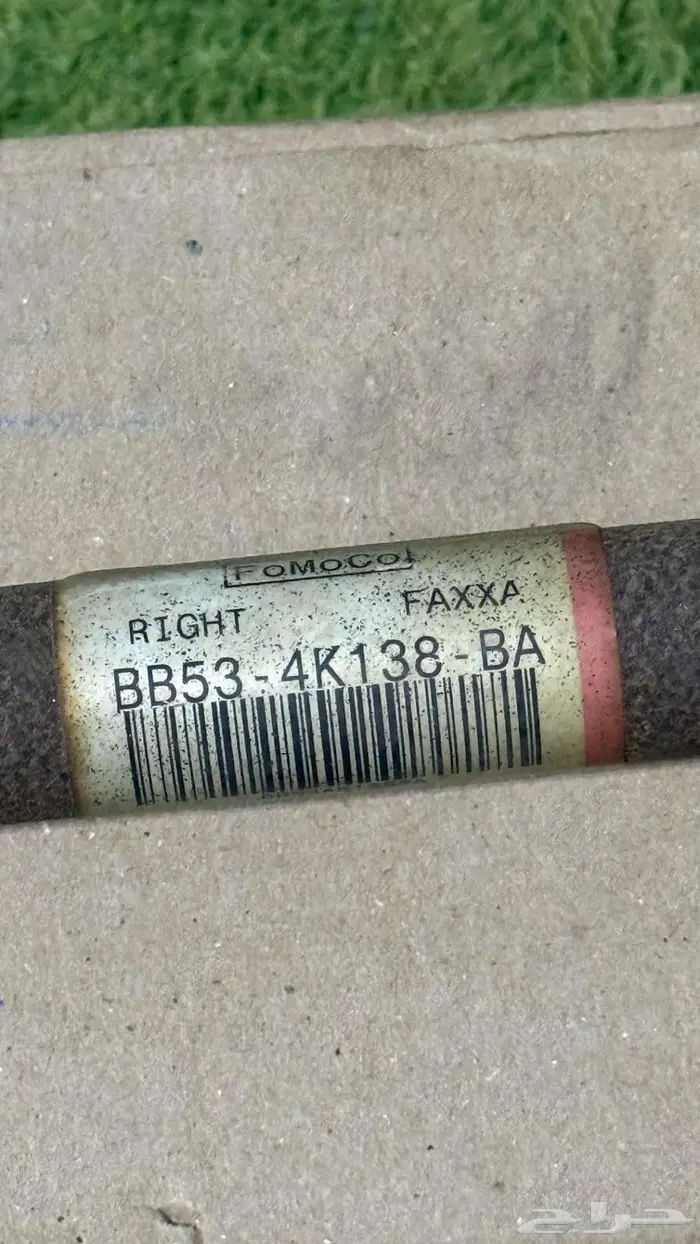 FoMoCo
RIGHT FAXXA
BB53-4K138-BA
حراج